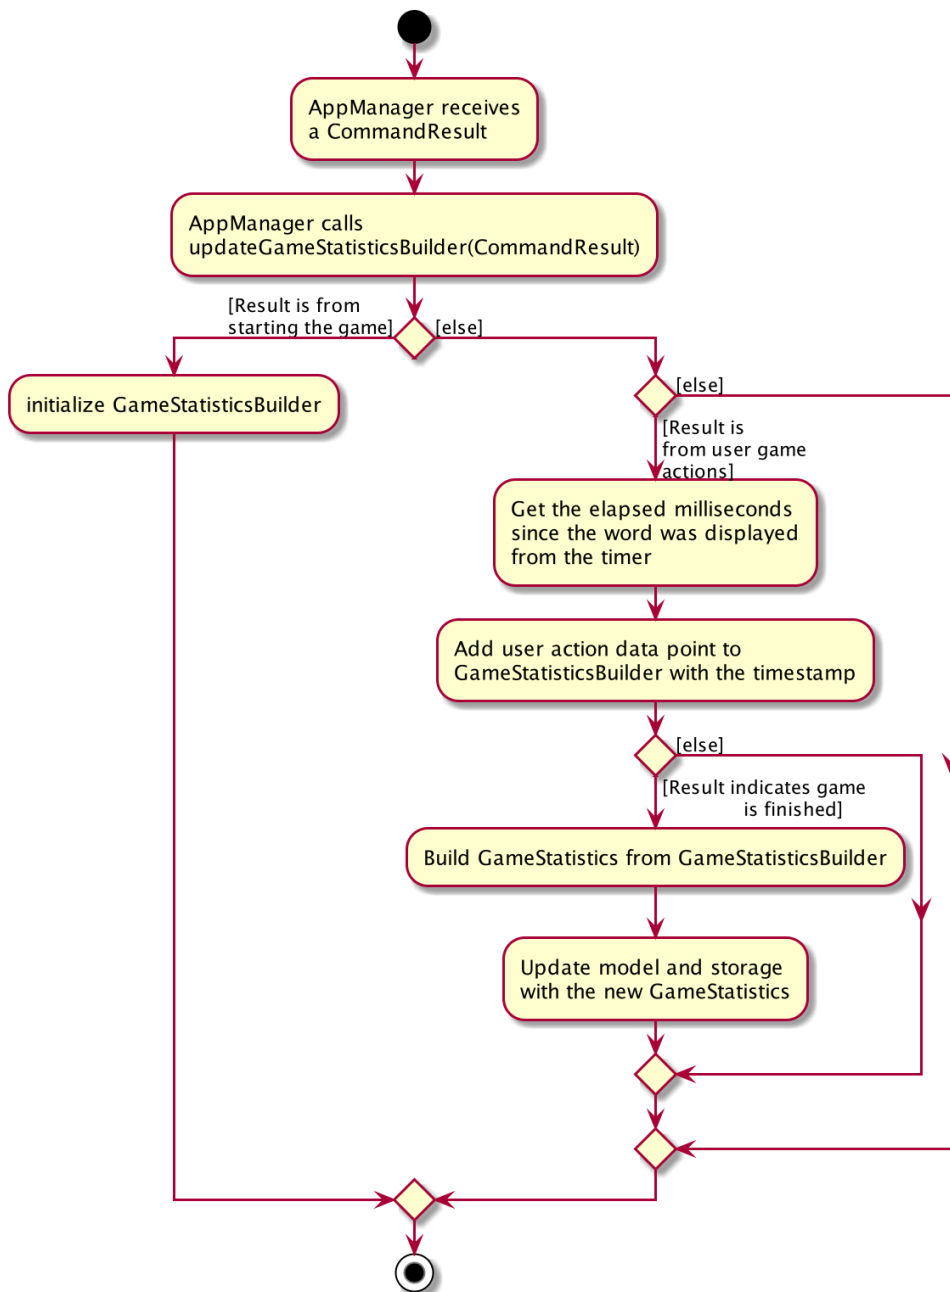 AppManager receives
a CommandResult
AppManager calls
updateGameStatisticsBuilder(CommandResult)
[Result is from
starting the game]
[else]
initialize GameStatisticsBuilder
[else]
[Result is
from user game
actions]
Get the elapsed milliseconds
since the word was displayed
from the timer
Add user action data point to
GameStatisticsBuilder with the timestamp
[else]
[Result indicates game
is finished]
Build GameStatistics from GameStatisticsBuilder
Update model and storage
with the new GameStatistics